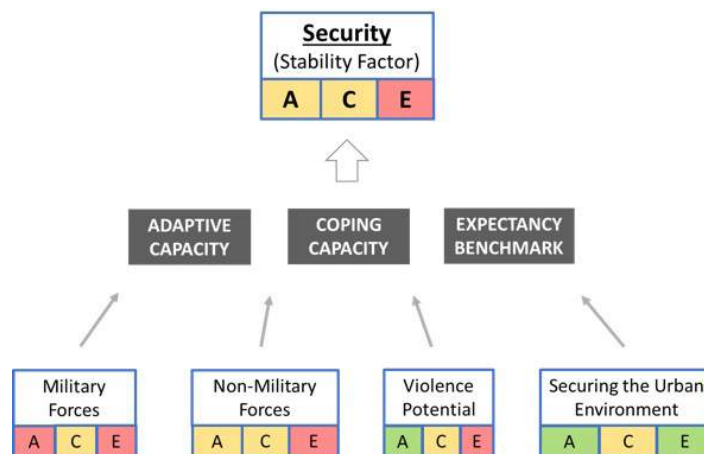 Security
(Stability Factor)
A C E
ADAPTIVE CAPACITY
COPING CAPACITY
EXPECTANCY BENCHMARK
Military Forces
A C E
Non-Military Forces
A C E
Violence Potential
A C E
Securing the Urban Environment
A C E